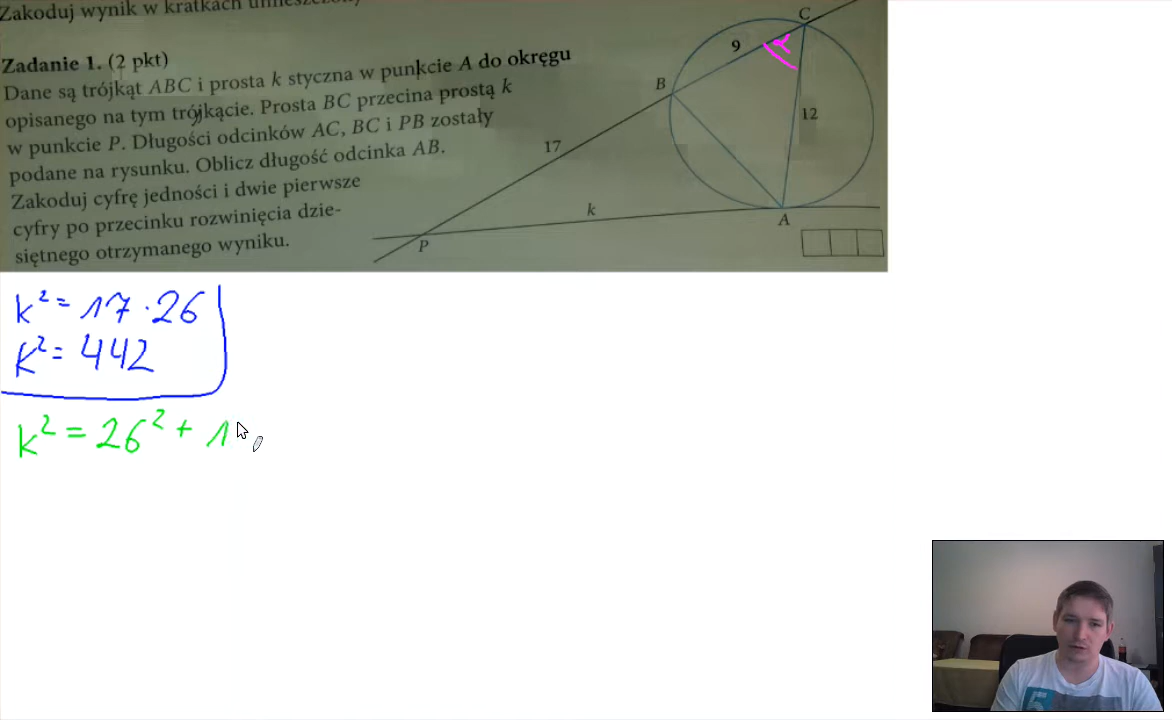 Zakoduj wynik w kratkach
Zadanie 1. (2 pkt)
Dane są trójkąt ABC i prosta k styczna w punkcie A do okręgu
opisanego na tym trójkącie. Prosta BC przecina prostą k
w punkcie P. Długości odcinków AC, BC i PB zostały
podane na rysunku. Oblicz długość odcinka AB.
Zakoduj cyfrę jedności i dwie pierwsze
cyfry po przecinku rozwinięcia dzie-
siętnego otrzymanego wyniku.
C
9
α
B
12
17
k
A
P
k² = 17 · 26
k² = 442
k² = 26² + 1
5